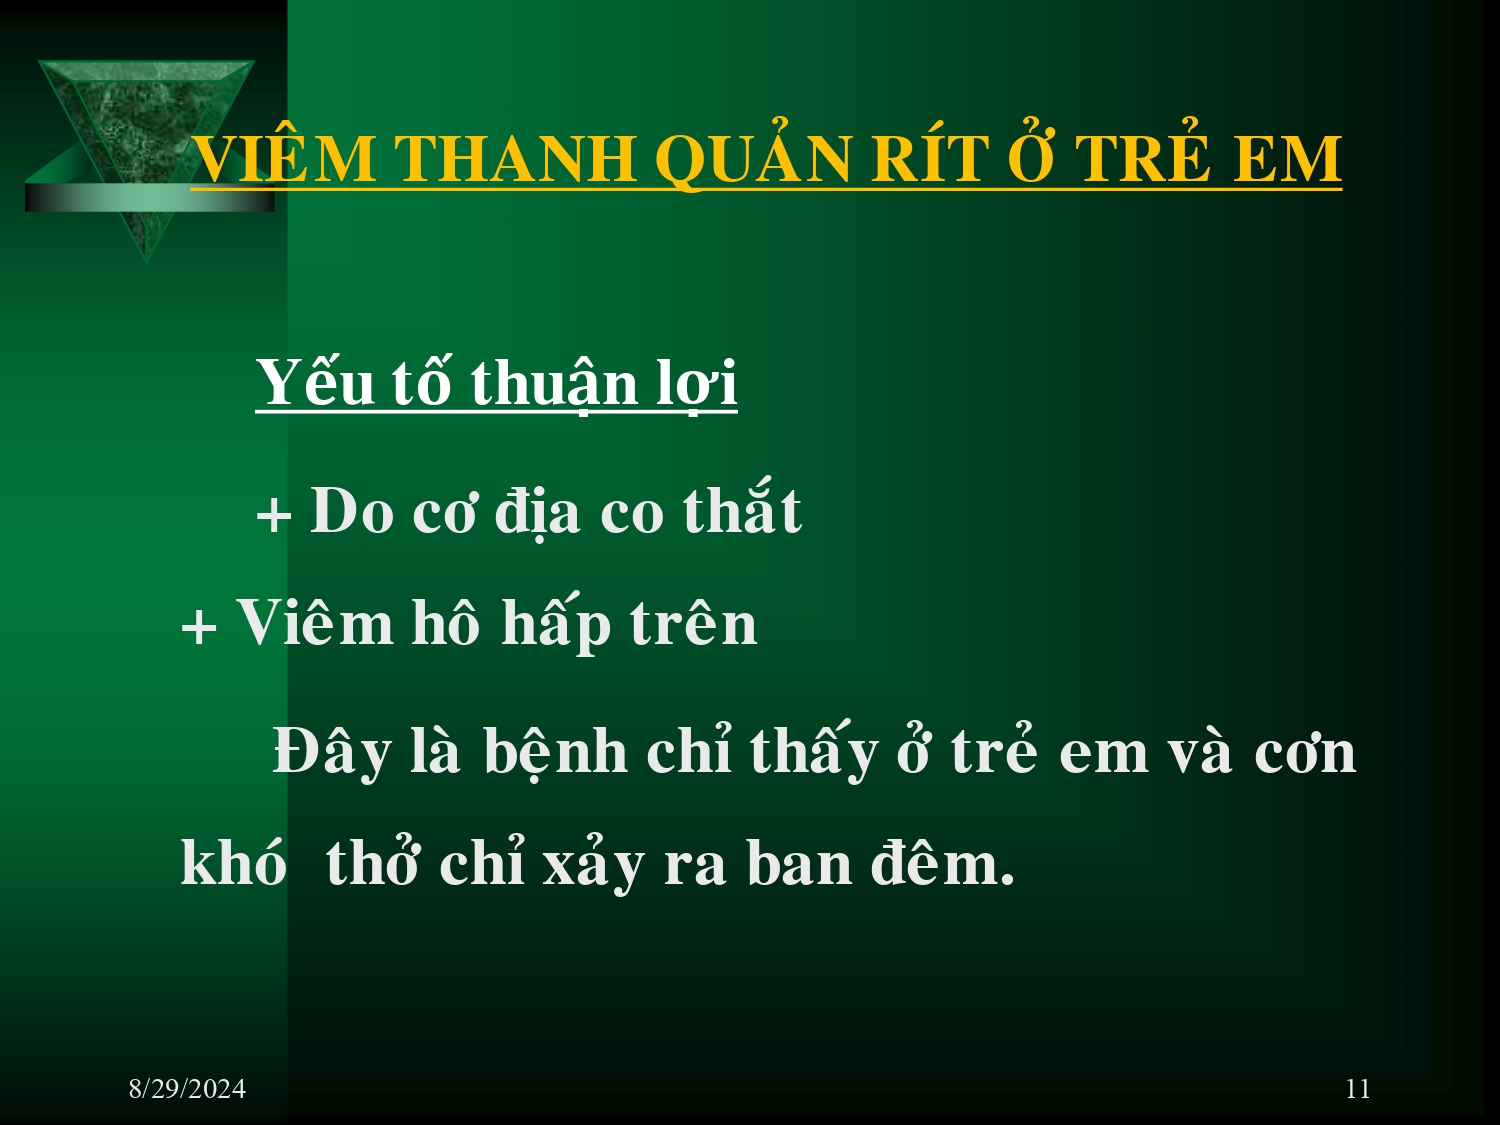 VIÊM THANH QUẢN RÍT Ở TRẺ EM
Yếu tố thuận lợi
+ Do cơ địa co thắt
+ Viêm hô hấp trên
Đây là bệnh chỉ thấy ở trẻ em và cơn
khó thở chỉ xảy ra ban đêm.
8/29/2024 11